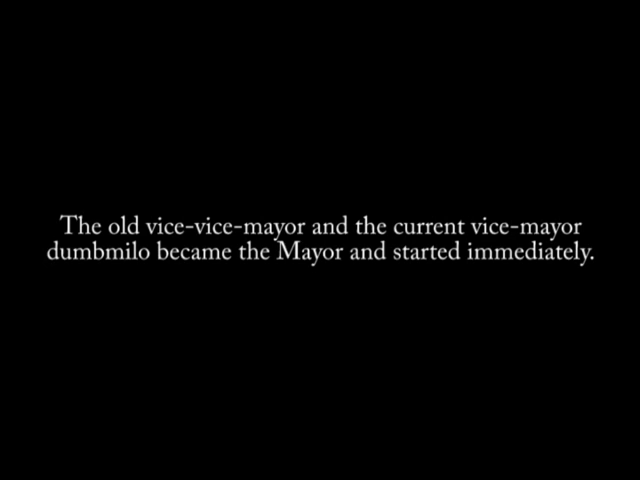 The old vice-vice-mayor and the current vice-mayor
dumbmilo became the Mayor and started immediately.